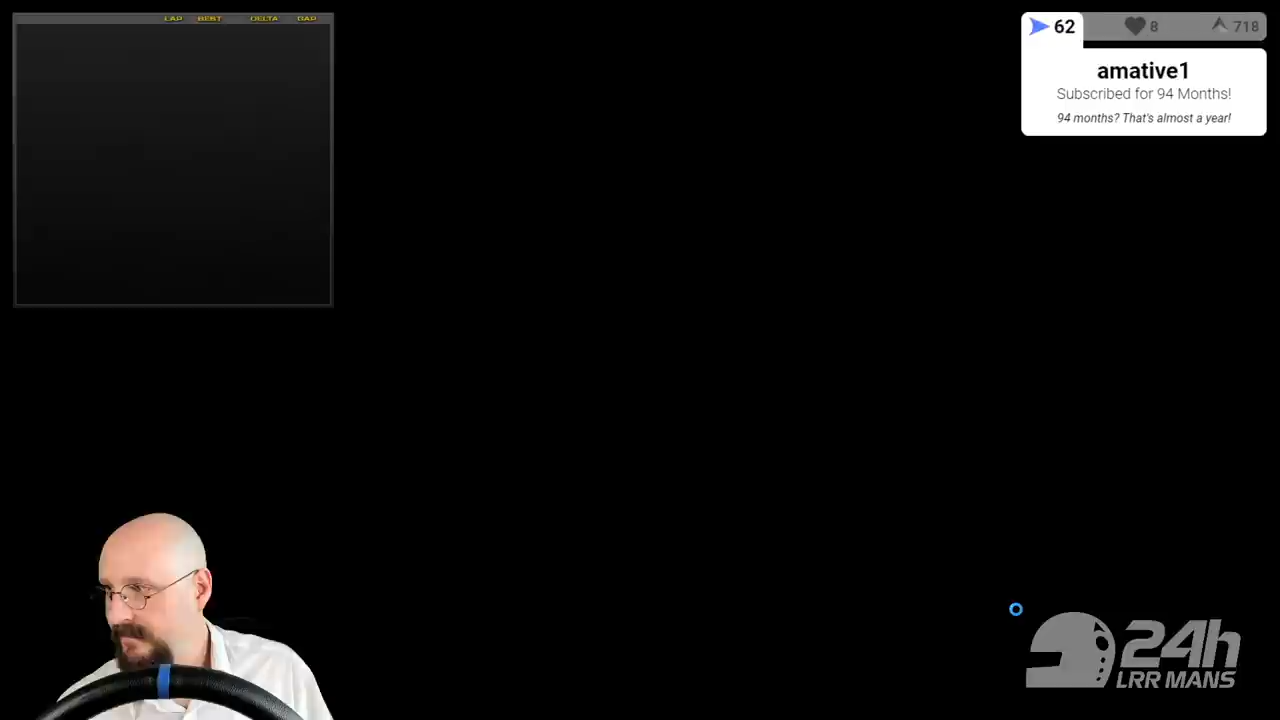 LAP BEST DELTA GAP
62 8 718
amative1
Subscribed for 94 Months!
94 months? That's almost a year!
24h
LRR MANS